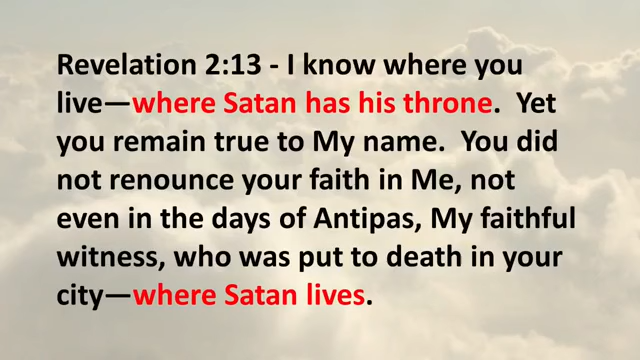 Revelation 2:13 - I know where you
live—where Satan has his throne.  Yet
you remain true to My name.  You did
not renounce your faith in Me, not
even in the days of Antipas, My faithful
witness, who was put to death in your
city—where Satan lives.